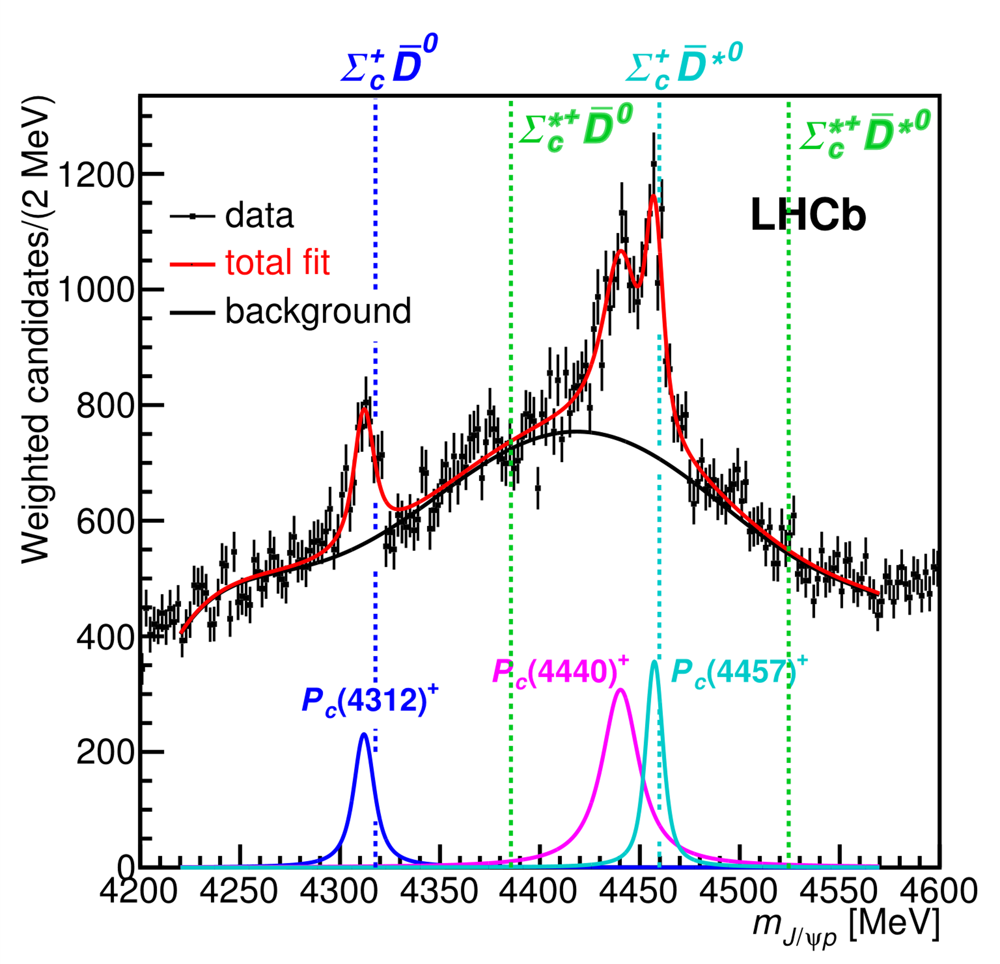 Σc+ D̄0
Σc+ D̄*0
Σc*+ D̄0
Σc*+ D̄*0
Weighted candidates/(2 MeV)
1200
1000
800
600
400
200
0
data
total fit
background
LHCb
Pc(4312)+
Pc(4440)+
Pc(4457)+
4200 4250 4300 4350 4400 4450 4500 4550 4600
mJ/ψp [MeV]